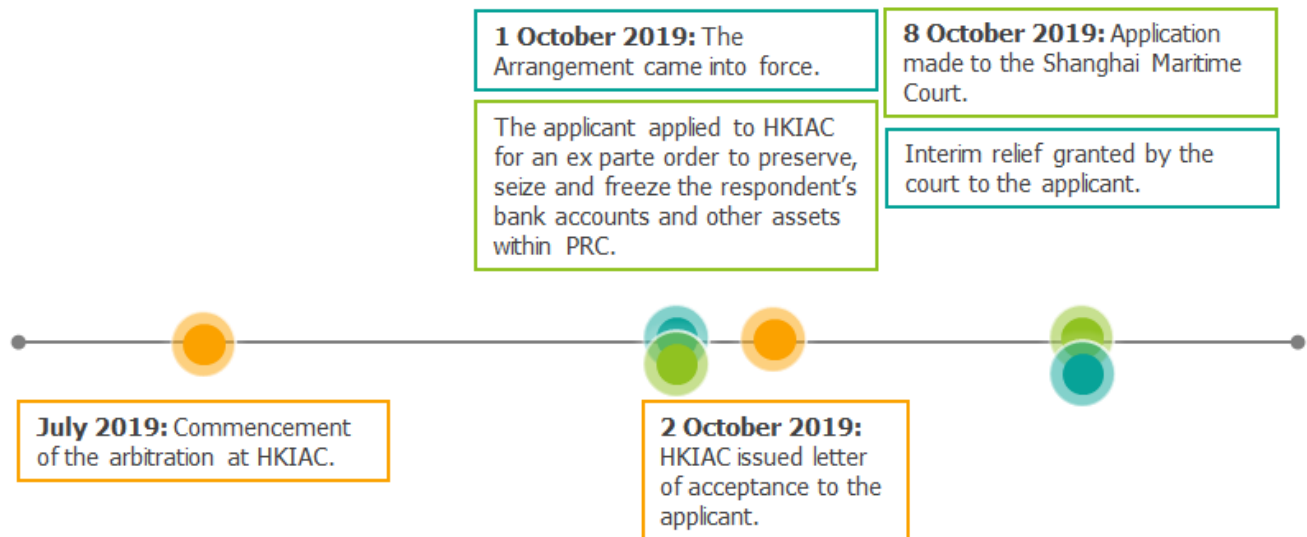 1 October 2019: The
Arrangement came into force.
The applicant applied to HKIAC
for an ex parte order to preserve,
seize and freeze the respondent's
bank accounts and other assets
within PRC.
8 October 2019: Application
made to the Shanghai Maritime
Court.
Interim relief granted by the
court to the applicant.
July 2019: Commencement
of the arbitration at HKIAC.
2 October 2019:
HKIAC issued letter
of acceptance to the
applicant.